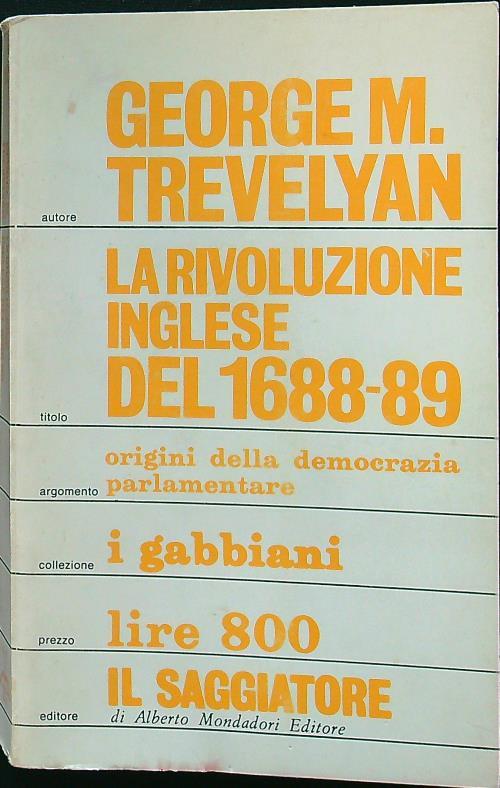 GEORGE M.
autore TREVELYAN
LA RIVOLUZIONE
INGLESE
titolo DEL 1688-89
origini della democrazia
argomento parlamentare
collezione i gabbiani
prezzo lire 800
IL SAGGIATORE
editore di Alberto Mondadori Editore